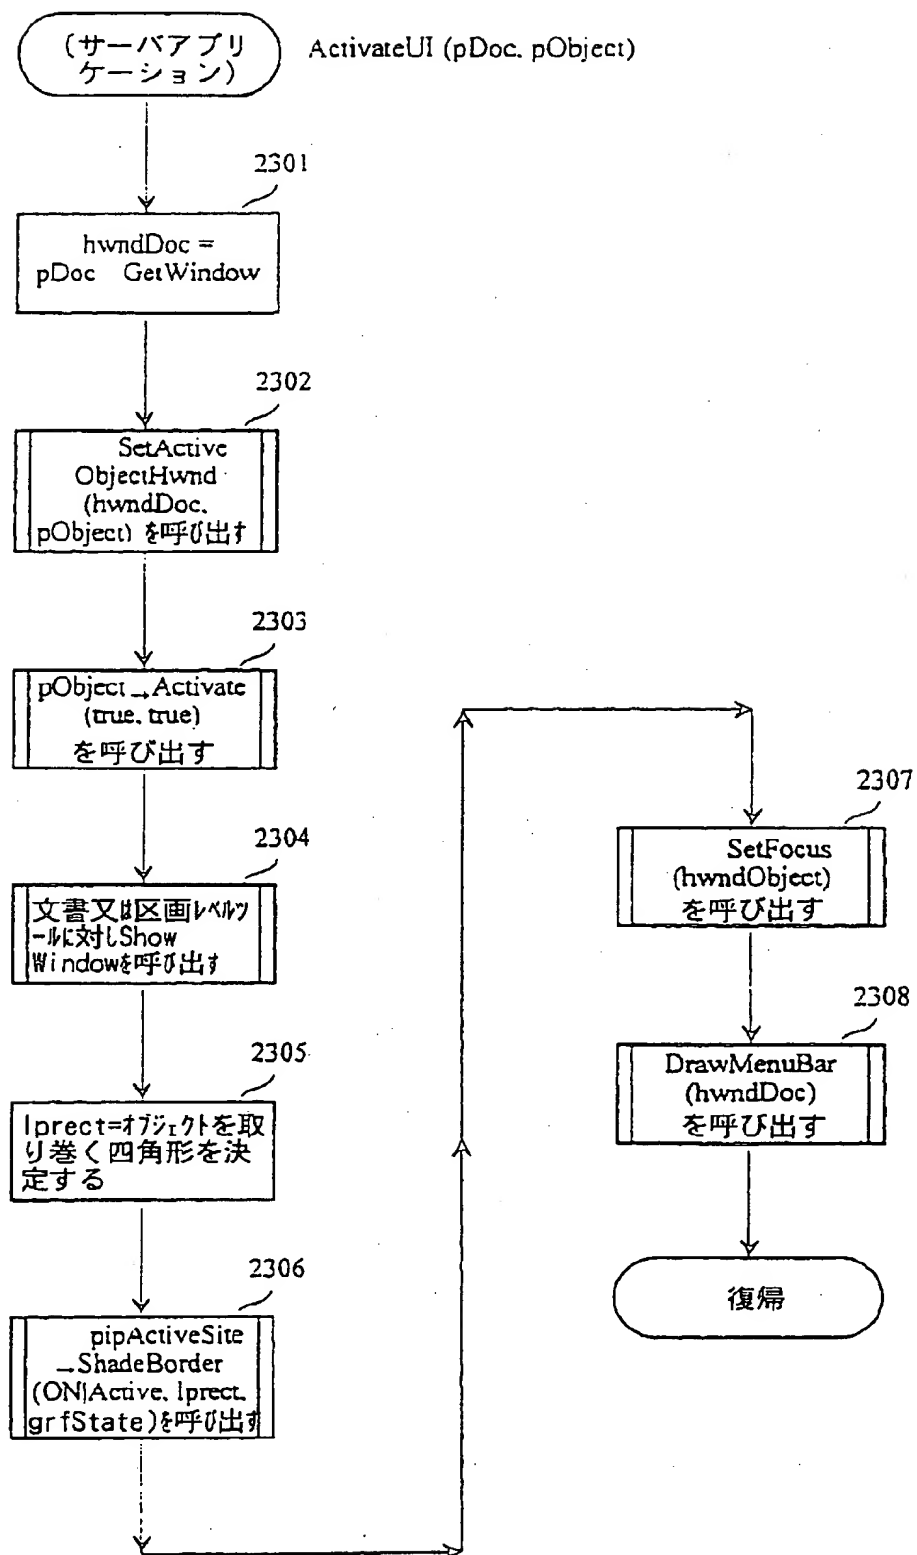 (サーバアプリ
ケーション)
ActivateUI (pDoc, pObject)
2301
hwndDoc =
pDoc GetWindow
2302
SetActive
ObjectHwnd
(hwndDoc,
pObject) を呼び出す
2303
pObject→Activate
(true, true)
を呼び出す
2304
文書又は区画レベルツ
ールに対しShow
Windowを呼び出す
2305
lprect=オブジェクトを取
り巻く四角形を決
定する
2306
pipActiveSite
→ShadeBorder
(ON|Active, lprect,
grfState)を呼び出す
2307
SetFocus
(hwndObject)
を呼び出す
2308
DrawMenuBar
(hwndDoc)
を呼び出す
復帰